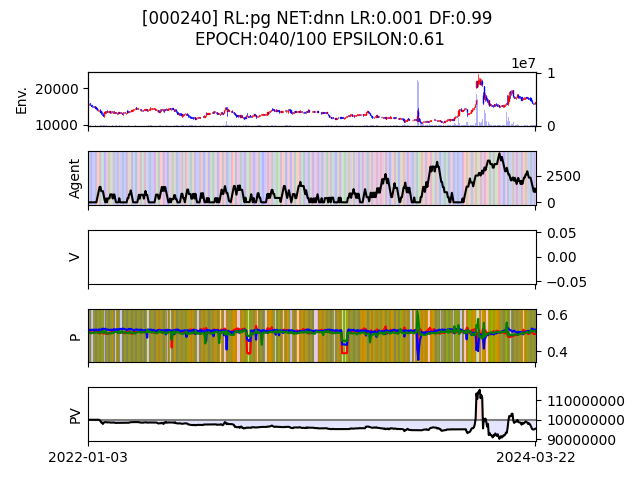 [000240] RL:pg NET:dnn LR:0.001 DF:0.99
EPOCH:040/100 EPSILON:0.61
1e7
Env.
20000
10000
1
0
Agent
2500
0
V
0.05
0.00
−0.05
P
0.6
0.4
PV
110000000
100000000
90000000
2022-01-03
2024-03-22